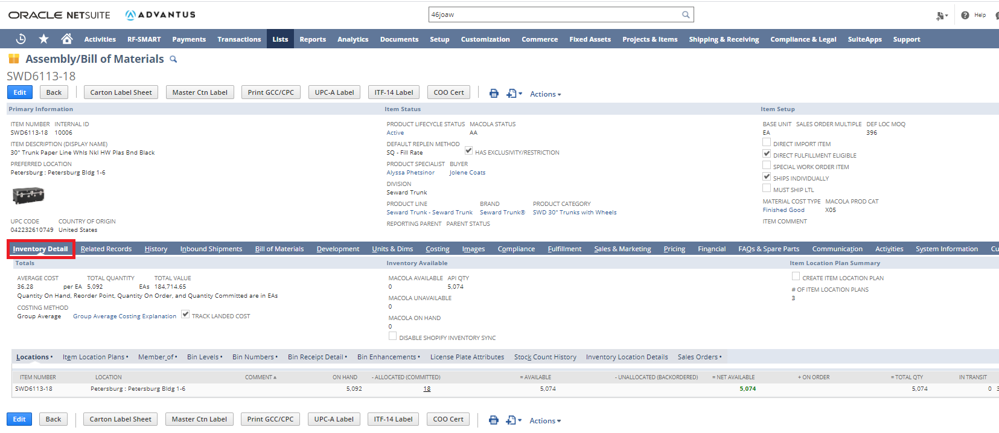 ORACLE NETSUITE ADVANTUS 46joaw Help
Activities RF-SMART Payments Transactions Lists Reports Analytics Documents Setup Customization Commerce Fixed Assets Projects & Items Shipping & Receiving Compliance & Legal SuiteApps Support
Assembly/Bill of Materials
SWD6113-18
Edit Back Carton Label Sheet Master Ctn Label Print GCC/CPC UPC-A Label ITF-14 Label COO Cert Actions
Primary Information
ITEM NUMBER INTERNAL ID
SWD6113-18 10006
ITEM DESCRIPTION (DISPLAY NAME)
30" Trunk Paper Line Whls Nkl HW Plas Bnd Black
PREFERRED LOCATION
Petersburg : Petersburg Bldg 1-6
UPC CODE COUNTRY OF ORIGIN
042232610749 United States
Item Status
PRODUCT LIFECYCLE STATUS MACOLA STATUS
Active AA
DEFAULT REPLEN METHOD
SQ - Fill Rate HAS EXCLUSIVITY/RESTRICTION
PRODUCT SPECIALIST BUYER
Alyssa Phetsinor Jolene Coats
DIVISION
Seward Trunk
PRODUCT LINE BRAND PRODUCT CATEGORY
Seward Trunk - Seward Trunk Seward Trunk® SWD 30" Trunks with Wheels
REPORTING PARENT PARENT STATUS
Item Setup
BASE UNIT SALES ORDER MULTIPLE DEF LOC MOQ
EA 396
DIRECT IMPORT ITEM
DIRECT FULFILLMENT ELIGIBLE
SPECIAL WORK ORDER ITEM
SHIPS INDIVIDUALLY
MUST SHIP LTL
MATERIAL COST TYPE MACOLA PROD CAT
Finished Good X05
ITEM COMMENT
Inventory Detail Related Records History Inbound Shipments Bill of Materials Development Units & Dims Costing Images Compliance Fulfillment Sales & Marketing Pricing Financial FAQs & Spare Parts Communication Activities System Information Cu
Totals
AVERAGE COST TOTAL QUANTITY TOTAL VALUE
36.28 per EA 5,092 EAs 184,714.65
Quantity On Hand, Reorder Point, Quantity On Order, and Quantity Committed are in EAs
COSTING METHOD
Group Average Group Average Costing Explanation TRACK LANDED COST
Inventory Available
MACOLA AVAILABLE API QTY
0 5,074
MACOLA UNAVAILABLE
0
MACOLA ON HAND
0
DISABLE SHOPIFY INVENTORY SYNC
Item Location Plan Summary
CREATE ITEM LOCATION PLAN
# OF ITEM LOCATION PLANS
3
Locations • Item Location Plans • Member of • Bin Levels • Bin Numbers • Bin Receipt Detail • Bin Enhancements • License Plate Attributes Stock Count History Inventory Location Details Sales Orders •
ITEM NUMBER LOCATION COMMENT ▲ ON HAND - ALLOCATED (COMMITTED) = AVAILABLE - UNALLOCATED (BACKORDERED) = NET AVAILABLE + ON ORDER = TOTAL QTY IN TRANSIT
SWD6113-18 Petersburg : Petersburg Bldg 1-6 5,092 18 5,074 5,074 5,074 0
Edit Back Carton Label Sheet Master Ctn Label Print GCC/CPC UPC-A Label ITF-14 Label COO Cert Actions